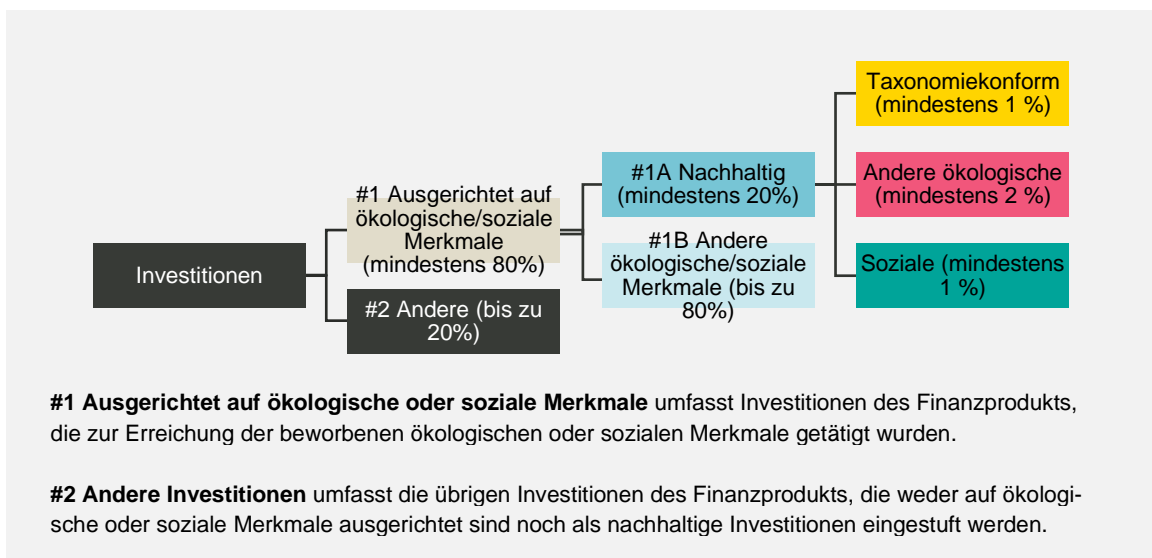 Investitionen
#1 Ausgerichtet auf
ökologische/soziale
Merkmale
(mindestens 80%)
#2 Andere (bis zu
20%)
#1A Nachhaltig
(mindestens 20%)
#1B Andere
ökologische/soziale
Merkmale (bis zu
80%)
Taxonomiekonform
(mindestens 1 %)
Andere ökologische
(mindestens 2 %)
Soziale (mindestens
1 %)
#1 Ausgerichtet auf ökologische oder soziale Merkmale umfasst Investitionen des Finanzprodukts,
die zur Erreichung der beworbenen ökologischen oder sozialen Merkmale getätigt wurden.
#2 Andere Investitionen umfasst die übrigen Investitionen des Finanzprodukts, die weder auf ökologi-
sche oder soziale Merkmale ausgerichtet sind noch als nachhaltige Investitionen eingestuft werden.